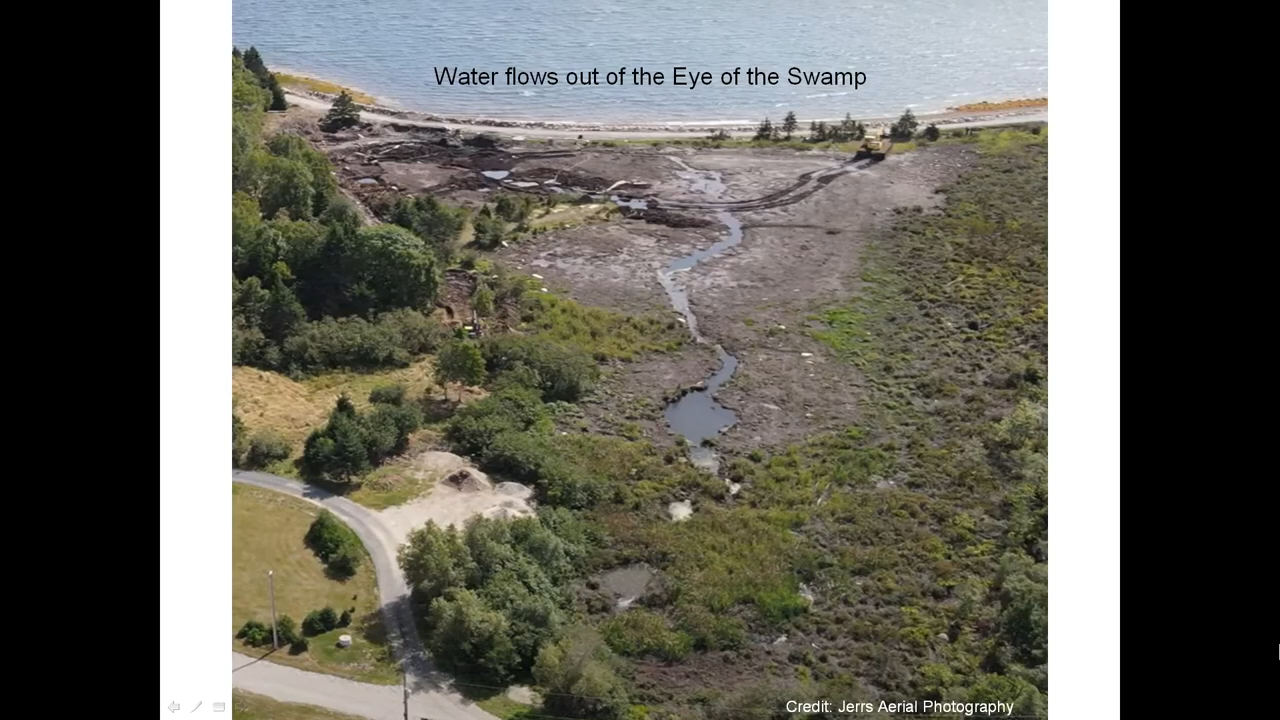 Water flows out of the Eye of the Swamp
Credit: Jerrs Aerial Photography